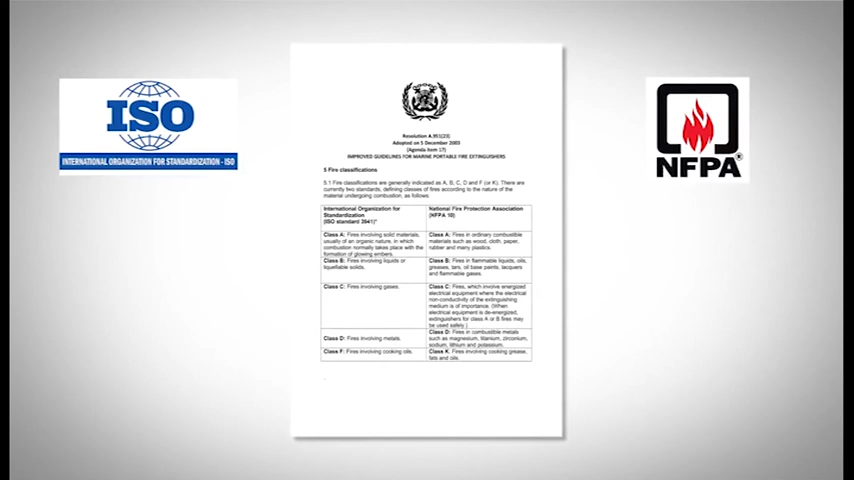 ISO
INTERNATIONAL ORGANIZATION FOR STANDARDIZATION - ISO
Resolution A.951(23)
Adopted on 5 December 2003
(Agenda item 17)
IMPROVED GUIDELINES FOR MARINE PORTABLE FIRE EXTINGUISHERS
5 Fire classifications
5.1 Fire classifications are generally indicated as A, B, C, D and F (or K). There are
currently two standards, defining classes of fires according to the nature of the
material undergoing combustion, as follows:
International Organization for
Standardization
(ISO standard 3941)*
National Fire Protection Association
(NFPA 10)
Class A: Fires involving solid materials,
usually of an organic nature, in which
combustion normally takes place with the
formation of glowing embers.
Class A: Fires in ordinary combustible
materials such as wood, cloth, paper,
rubber and many plastics.
Class B: Fires involving liquids or
liquefiable solids.
Class B: Fires in flammable liquids, oils,
greases, tars, oil base paints, lacquers
and flammable gases.
Class C: Fires involving gases.
Class C: Fires, which involve energized
electrical equipment where the electrical
non-conductivity of the extinguishing
medium is of importance. (When
electrical equipment is de-energized,
extinguishers for class A or B fires may
be used safely.)
Class D: Fires involving metals.
Class D: Fires in combustible metals
such as magnesium, titanium, zirconium,
sodium, lithium and potassium.
Class F: Fires involving cooking oils.
Class K: Fires involving cooking grease,
fats and oils.
NFPA®